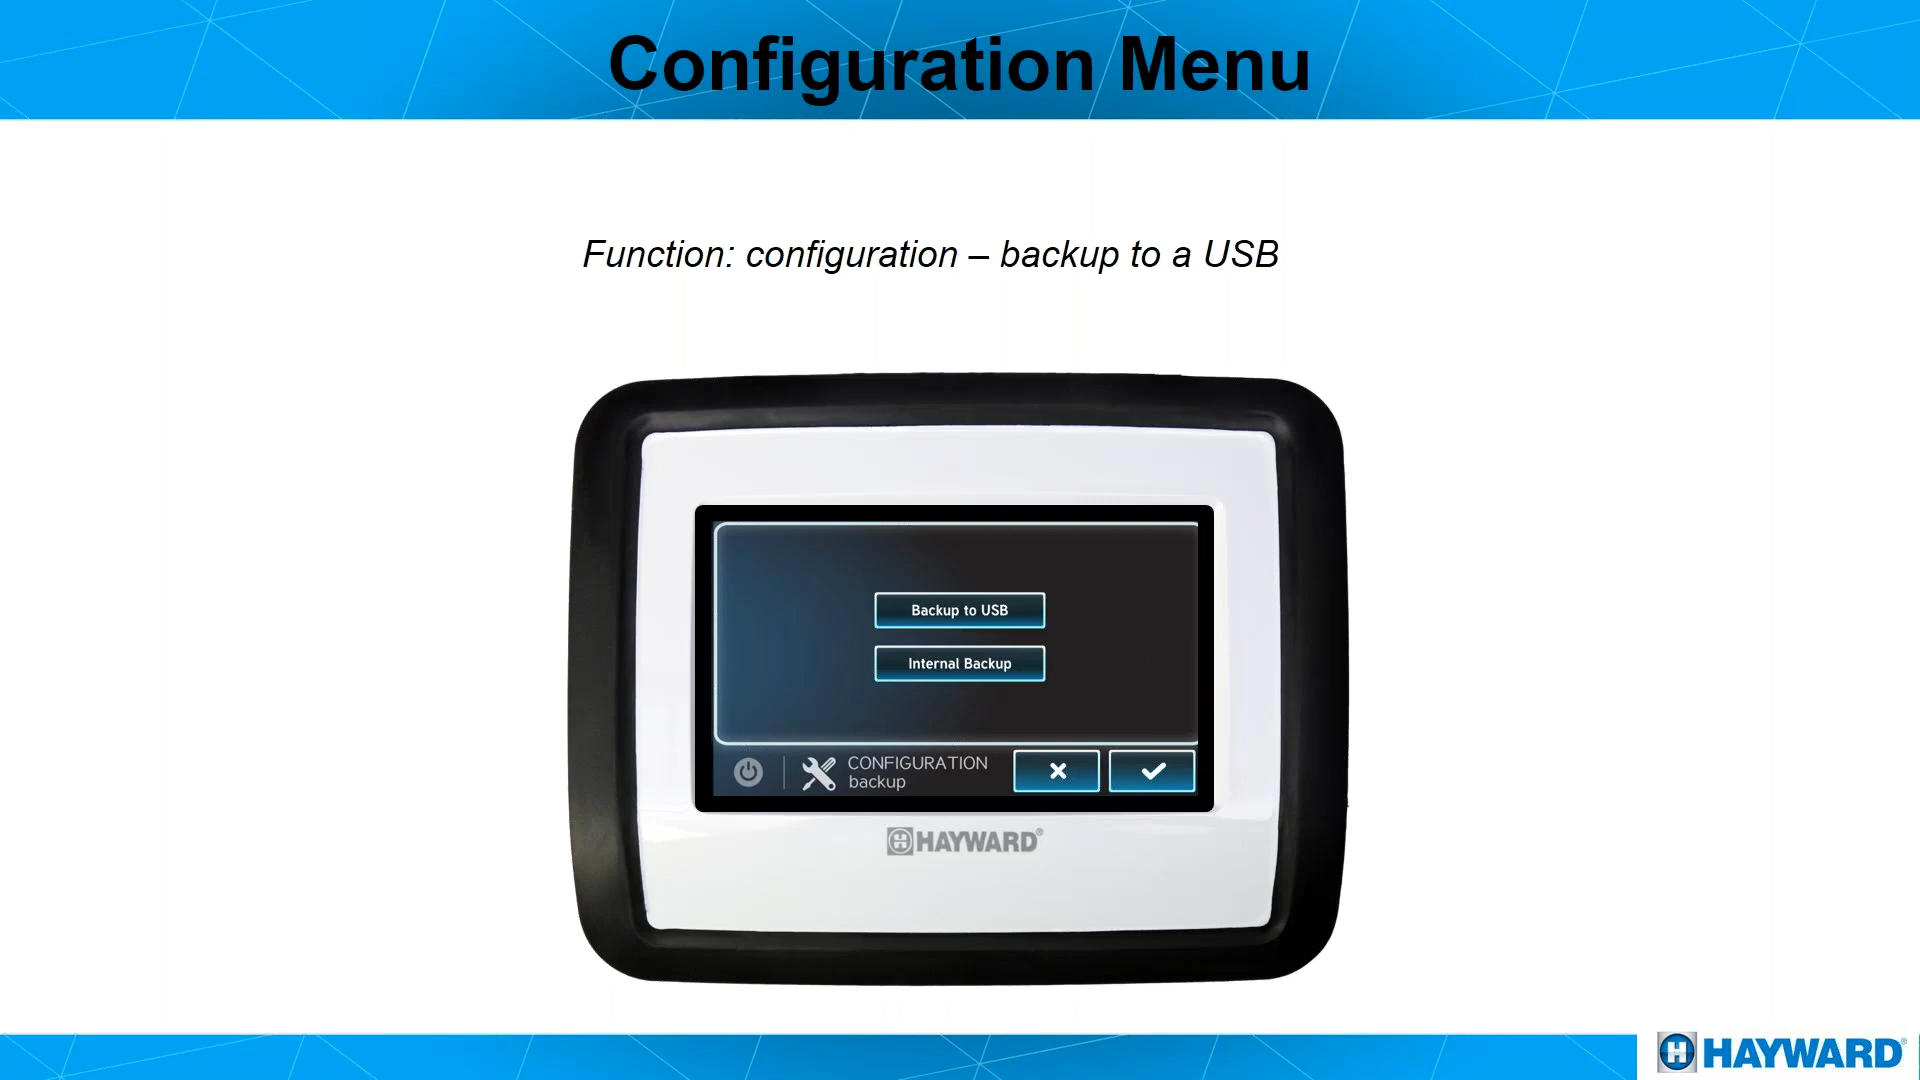 Configuration Menu
Function: configuration – backup to a USB
Backup to USB
Internal Backup
CONFIGURATION
backup
HAYWARD®
HAYWARD®